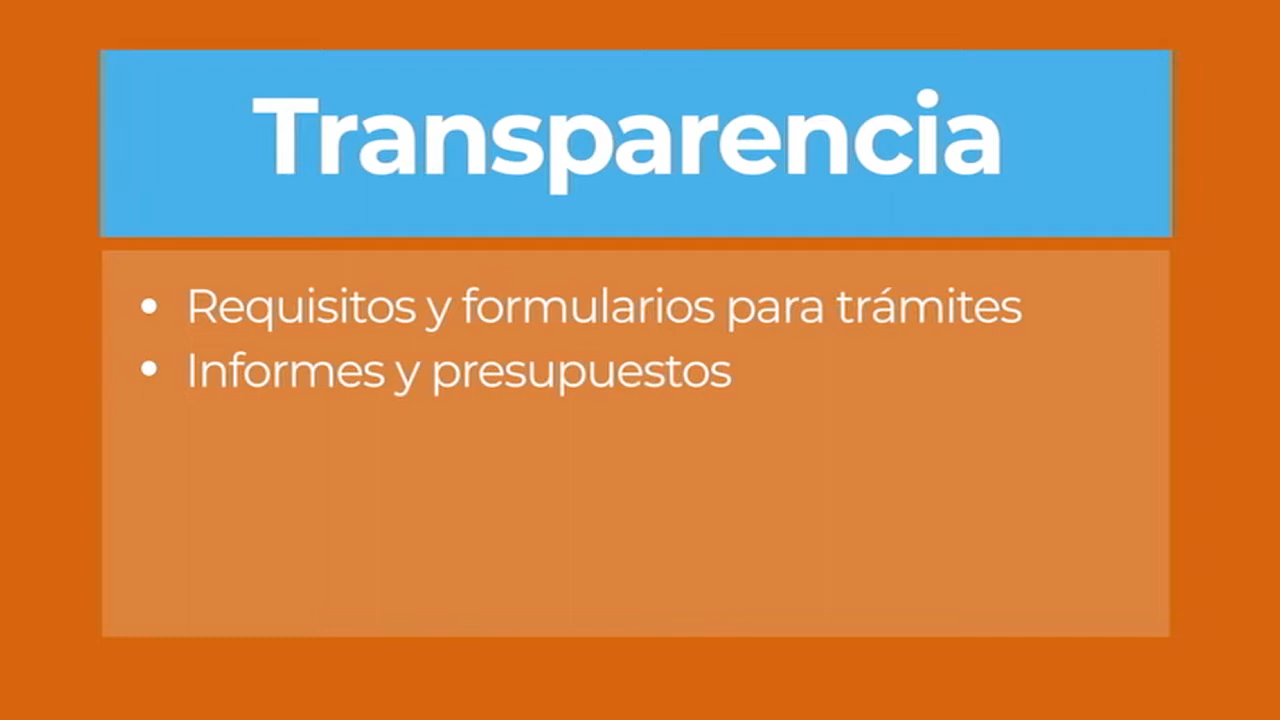 Transparencia
• Requisitos y formularios para trámites
• Informes y presupuestos